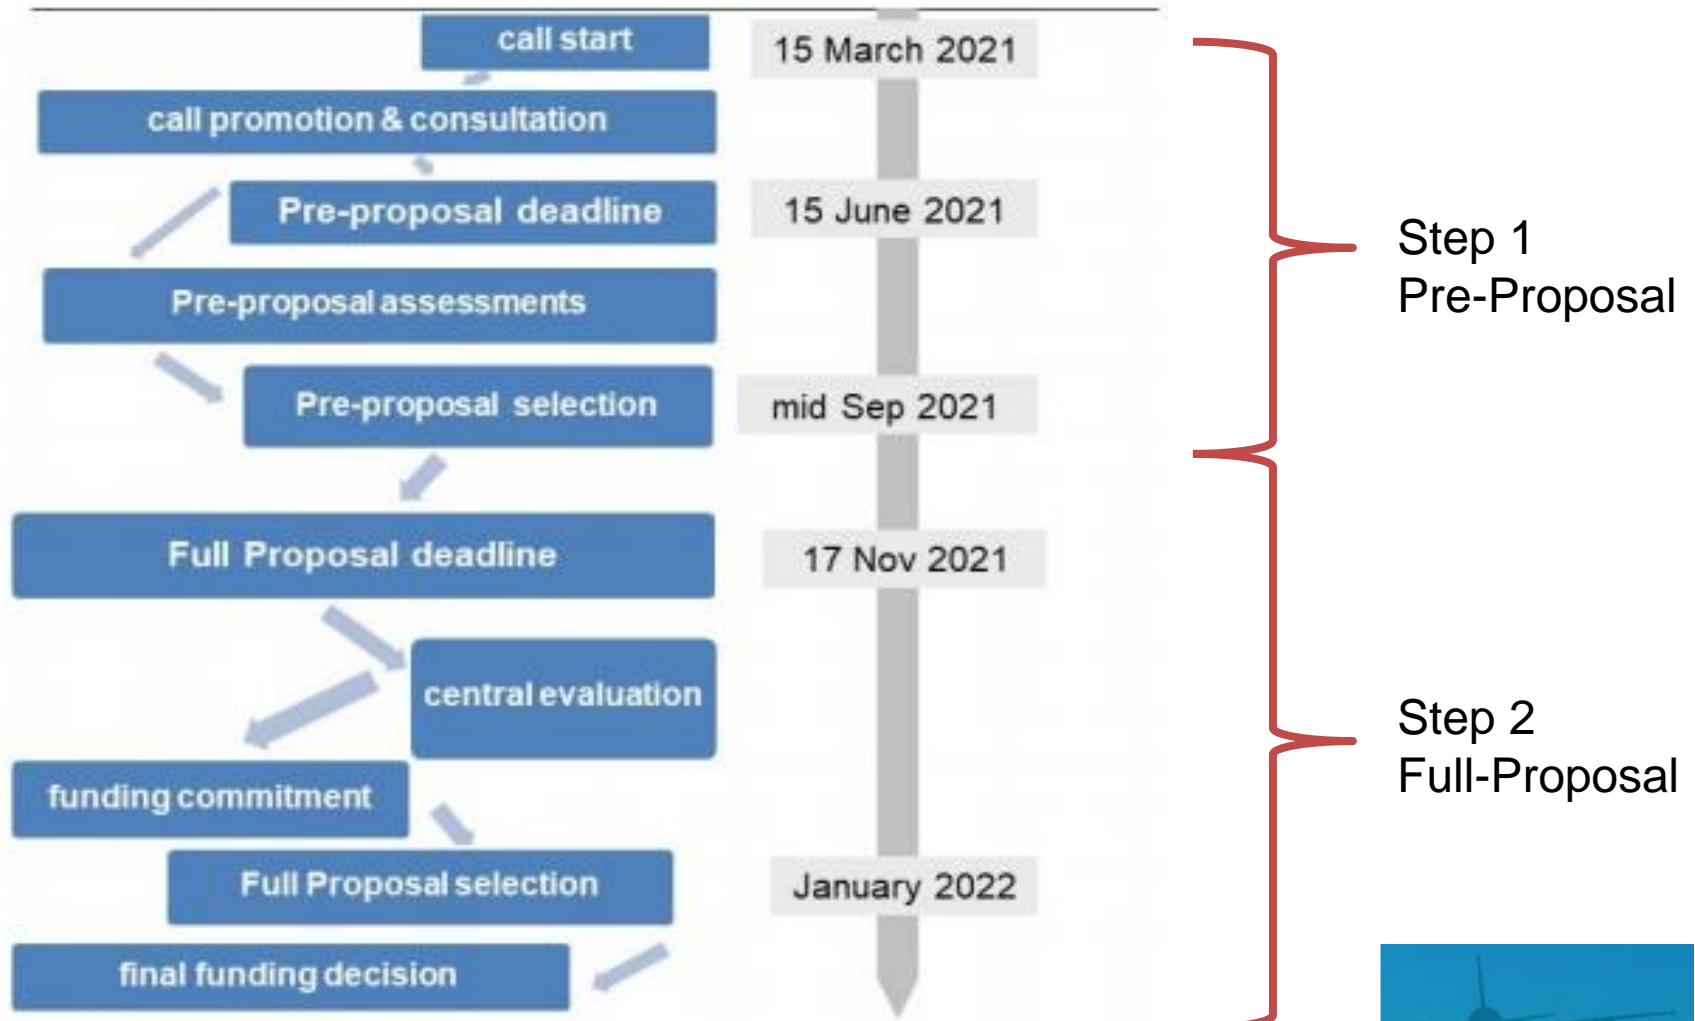 call start
15 March 2021
call promotion & consultation
Pre-proposal deadline
15 June 2021
Step 1
Pre-Proposal
Pre-proposal assessments
Pre-proposal selection
mid Sep 2021
Full Proposal deadline
17 Nov 2021
central evaluation
Step 2
Full-Proposal
funding commitment
Full Proposal selection
January 2022
final funding decision